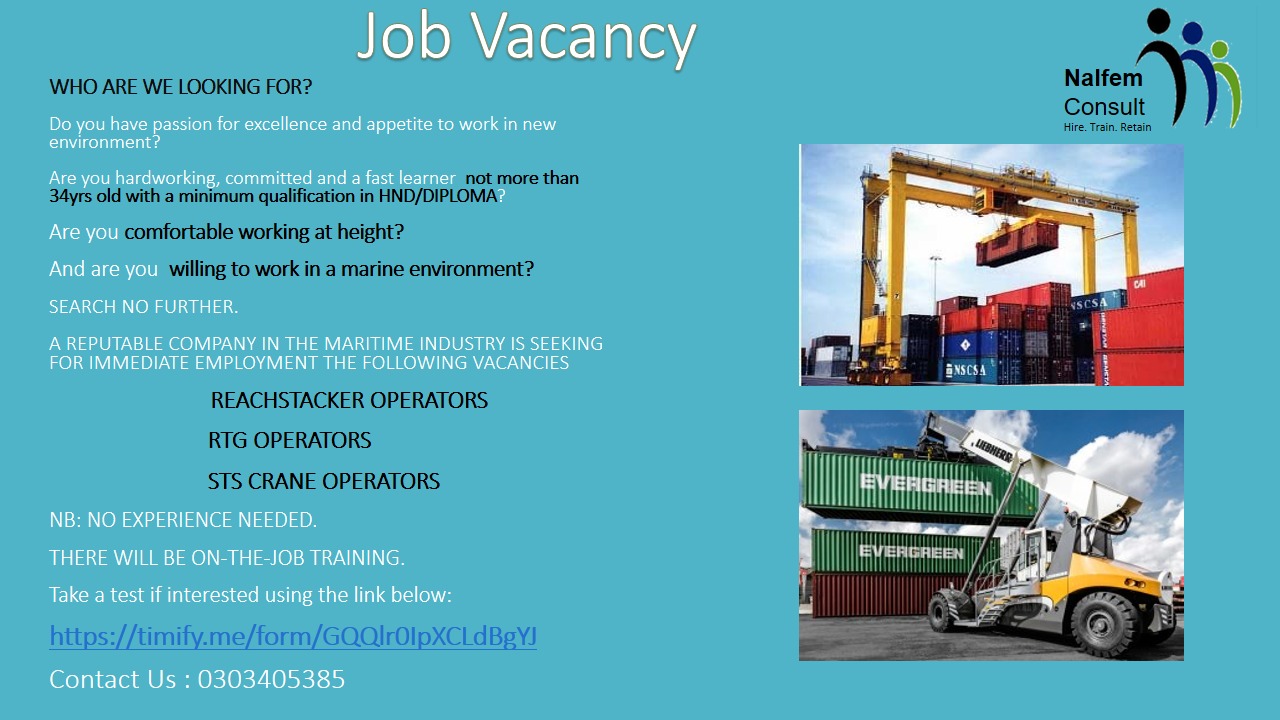 Job Vacancy
Nalfem
Consult
Hire. Train. Retain
WHO ARE WE LOOKING FOR?
Do you have passion for excellence and appetite to work in new
environment?
Are you hardworking, committed and a fast learner not more than
34yrs old with a minimum qualification in HND/DIPLOMA?
Are you comfortable working at height?
And are you willing to work in a marine environment?
SEARCH NO FURTHER.
A REPUTABLE COMPANY IN THE MARITIME INDUSTRY IS SEEKING
FOR IMMEDIATE EMPLOYMENT THE FOLLOWING VACANCIES
REACHSTACKER OPERATORS
RTG OPERATORS
STS CRANE OPERATORS
NB: NO EXPERIENCE NEEDED.
THERE WILL BE ON-THE-JOB TRAINING.
Take a test if interested using the link below:
https://timify.me/form/GQQlr0IpXCLdBgYJ
Contact Us : 0303405385
CAI
NSCSA
NSCSA
LIEBHERR
EVERGREEN
EVERGREEN